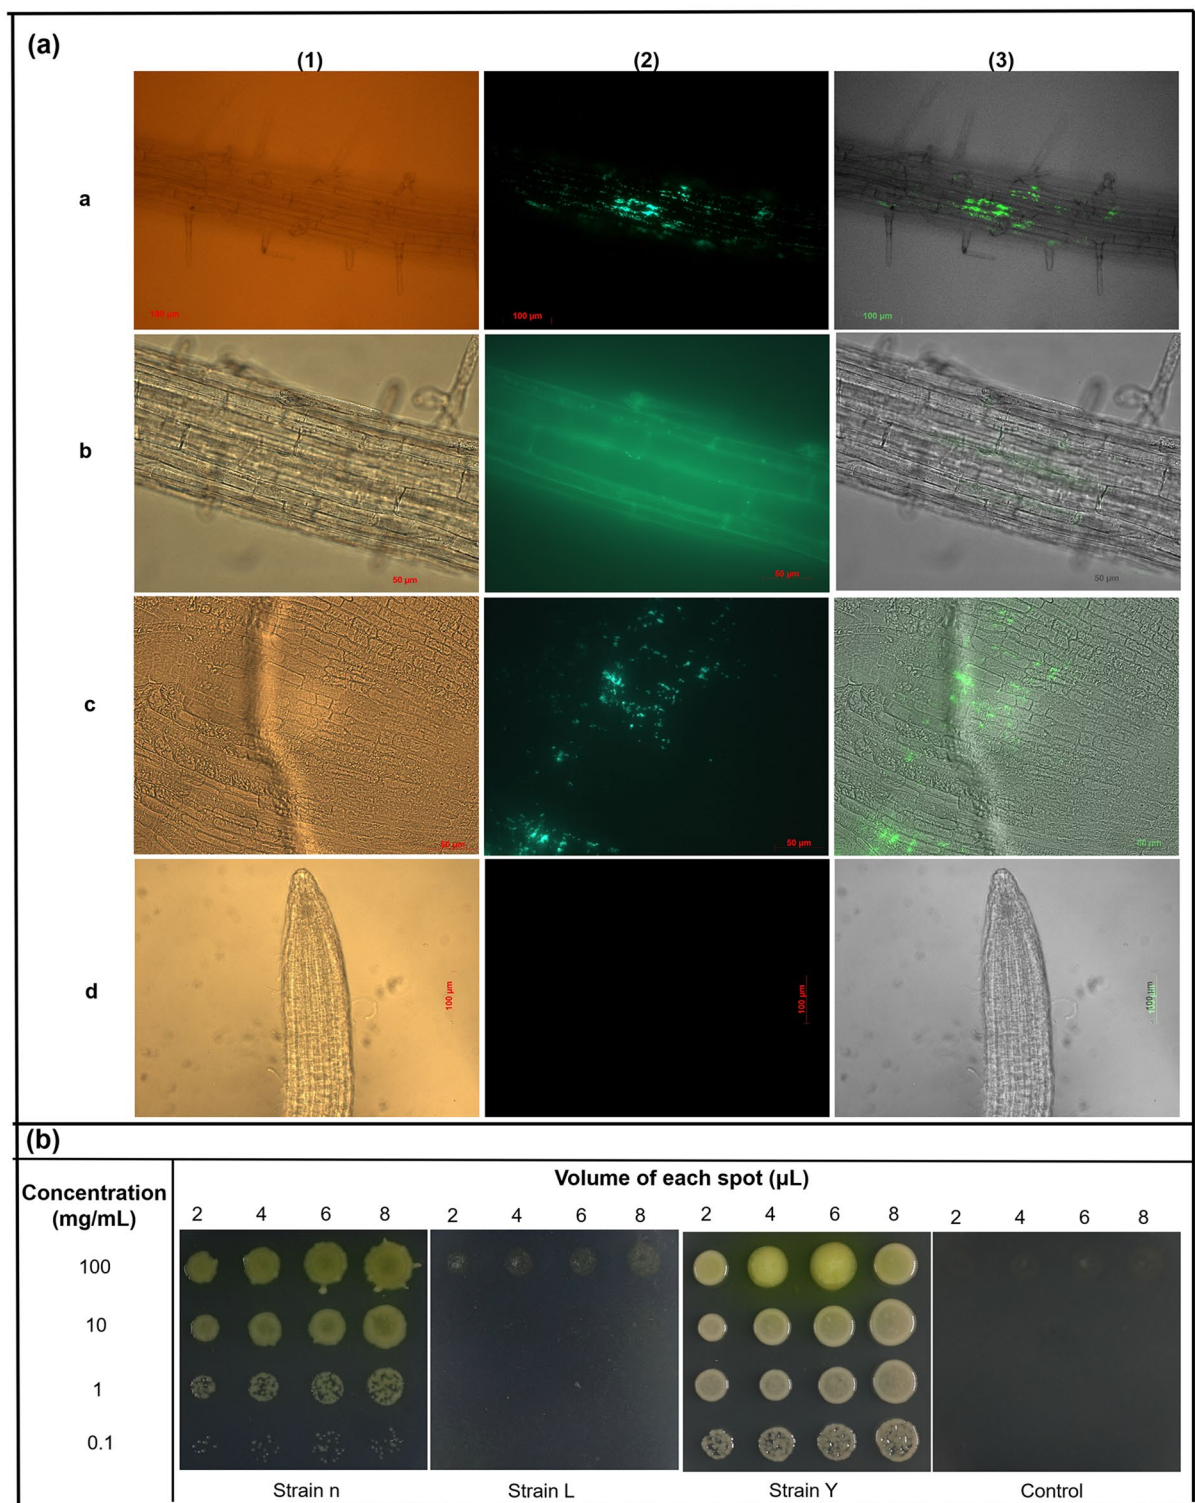 (a)
(1) (2) (3)
a
100 µm 100 µm 100 µm
b
50 µm 50 µm 50 µm
c
50 µm 50 µm 50 µm
d
100 µm 100 µm 100 µm
(b)
Concentration
(mg/mL)
Volume of each spot (µL)
2 4 6 8 2 4 6 8 2 4 6 8 2 4 6 8
100
10
1
0.1
Strain n Strain L Strain Y Control